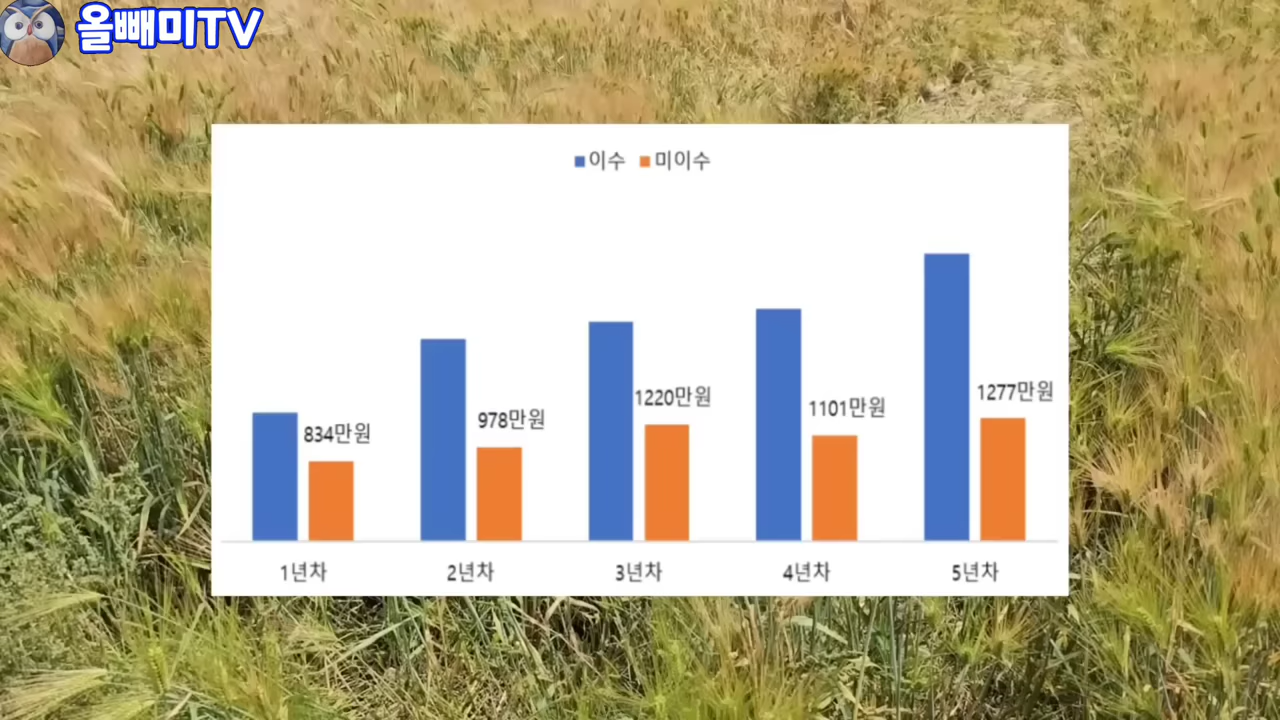 올빼미TV
이수 미이수
834만원
978만원
1220만원
1101만원
1277만원
1년차 2년차 3년차 4년차 5년차